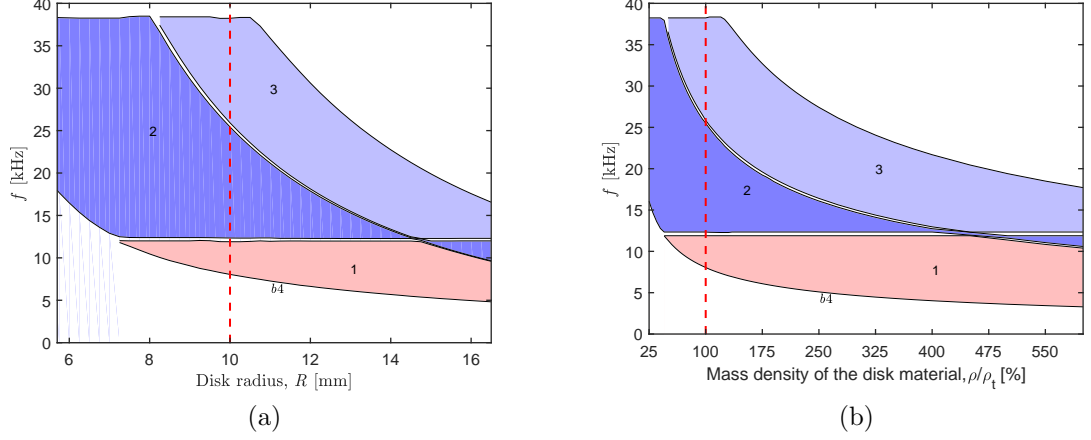 40
35
30
25
20
15
10
5
0
f [kHz]
2
3
1
b4
6 8 10 12 14 16
Disk radius, R [mm]
(a)
40
35
30
25
20
15
10
5
0
f [kHz]
3
2
1
b4
25 100 175 250 325 400 475 550
Mass density of the disk material,ρ/ρt [%]
(b)